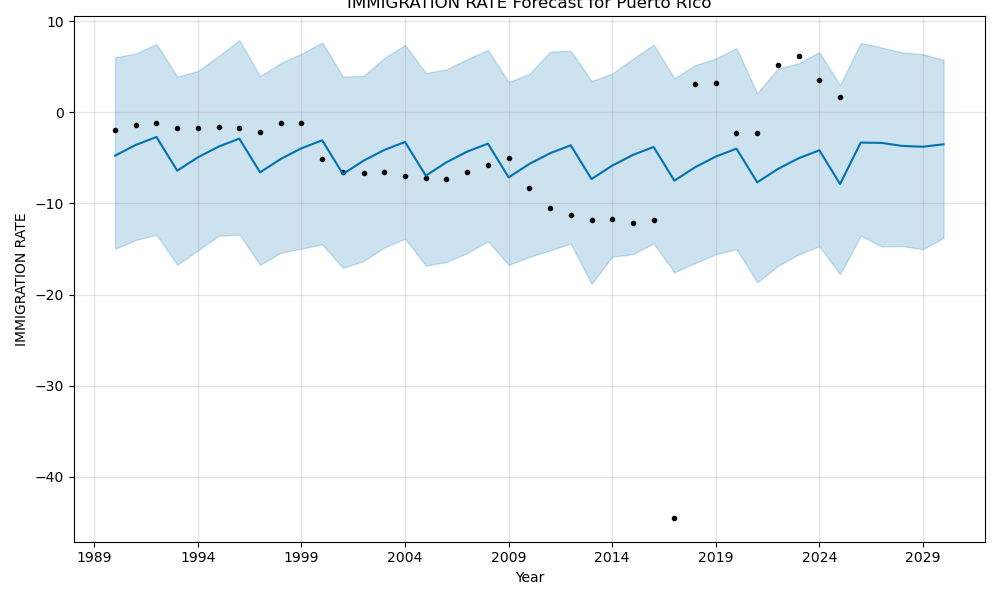 IMMIGRATION RATE Forecast for Puerto Rico
10
0
−10
−20
−30
−40
IMMIGRATION RATE
1989 1994 1999 2004 2009 2014 2019 2024 2029
Year